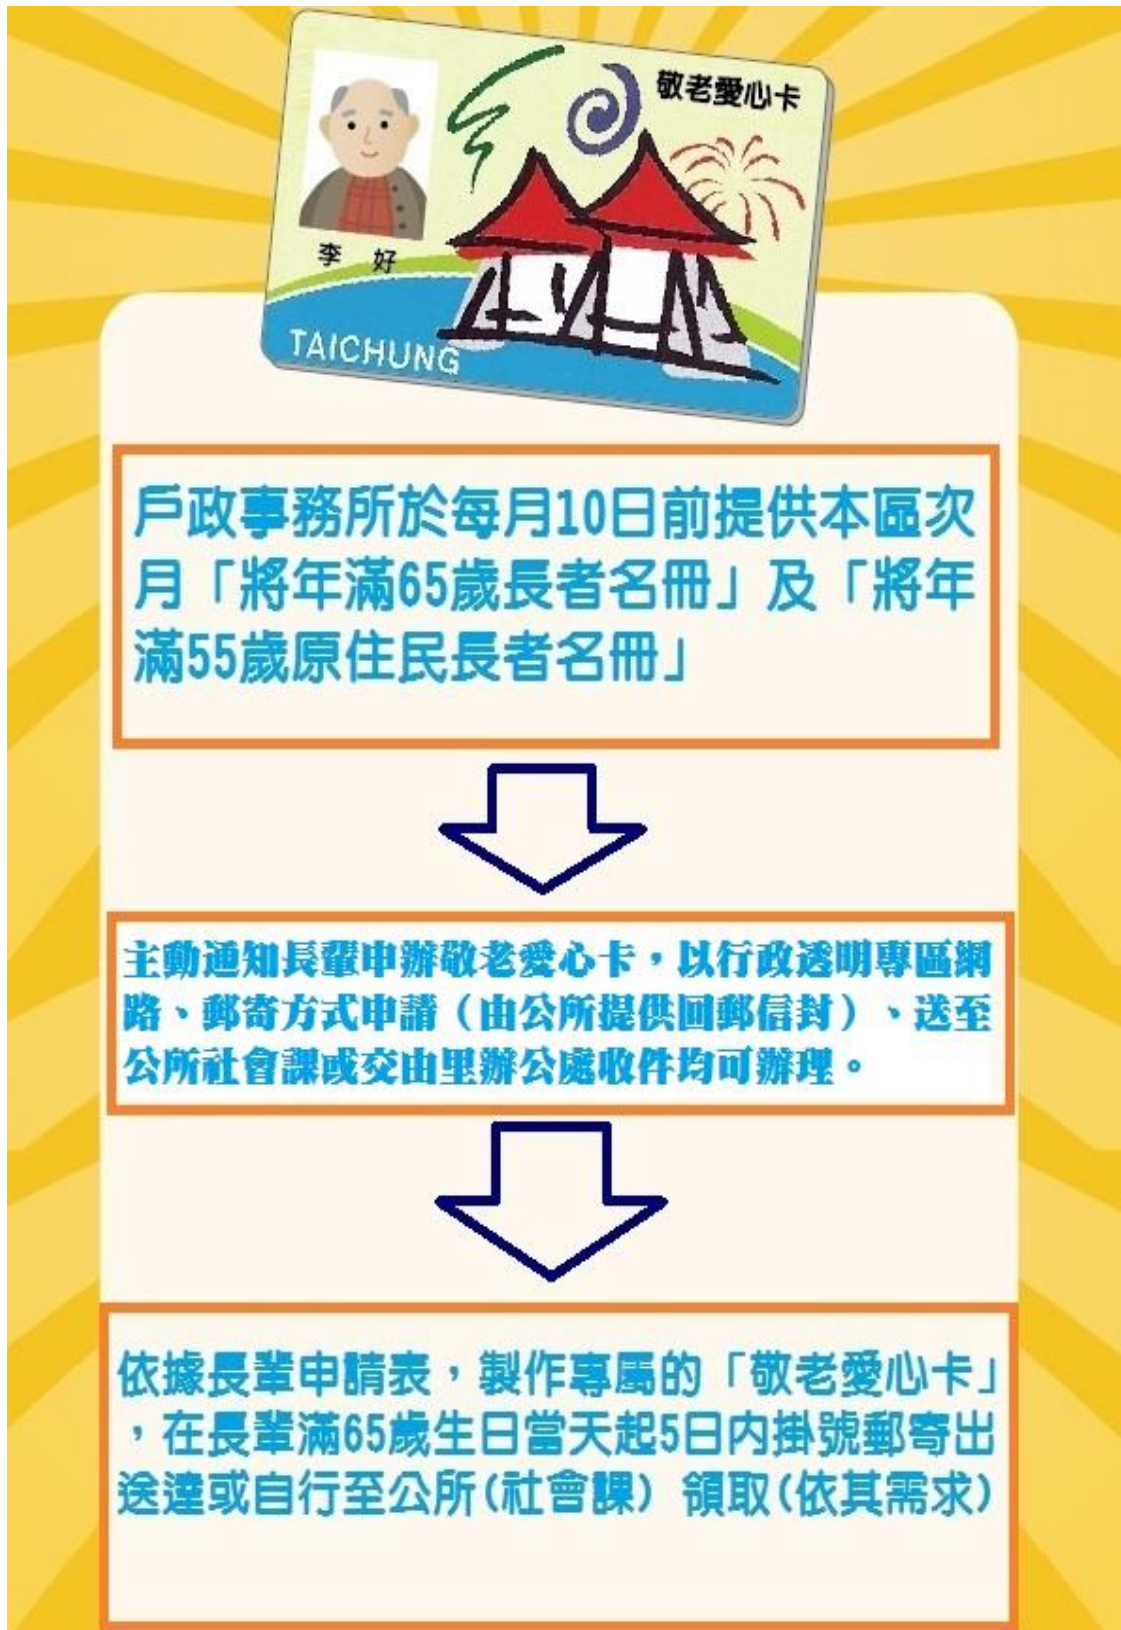 敬老愛心卡
李 好
TAICHUNG
戶政事務所於每月10日前提供本區次
月「將年滿65歲長者名冊」及「將年
滿55歲原住民長者名冊」
主動通知長輩申辦敬老愛心卡，以行政透明專區網
路、郵寄方式申請（由公所提供回郵信封）、送至
公所社會課或交由里辦公處收件均可辦理。
依據長輩申請表，製作專屬的「敬老愛心卡」
，在長輩滿65歲生日當天起5日內掛號郵寄出
送達或自行至公所(社會課) 領取(依其需求)